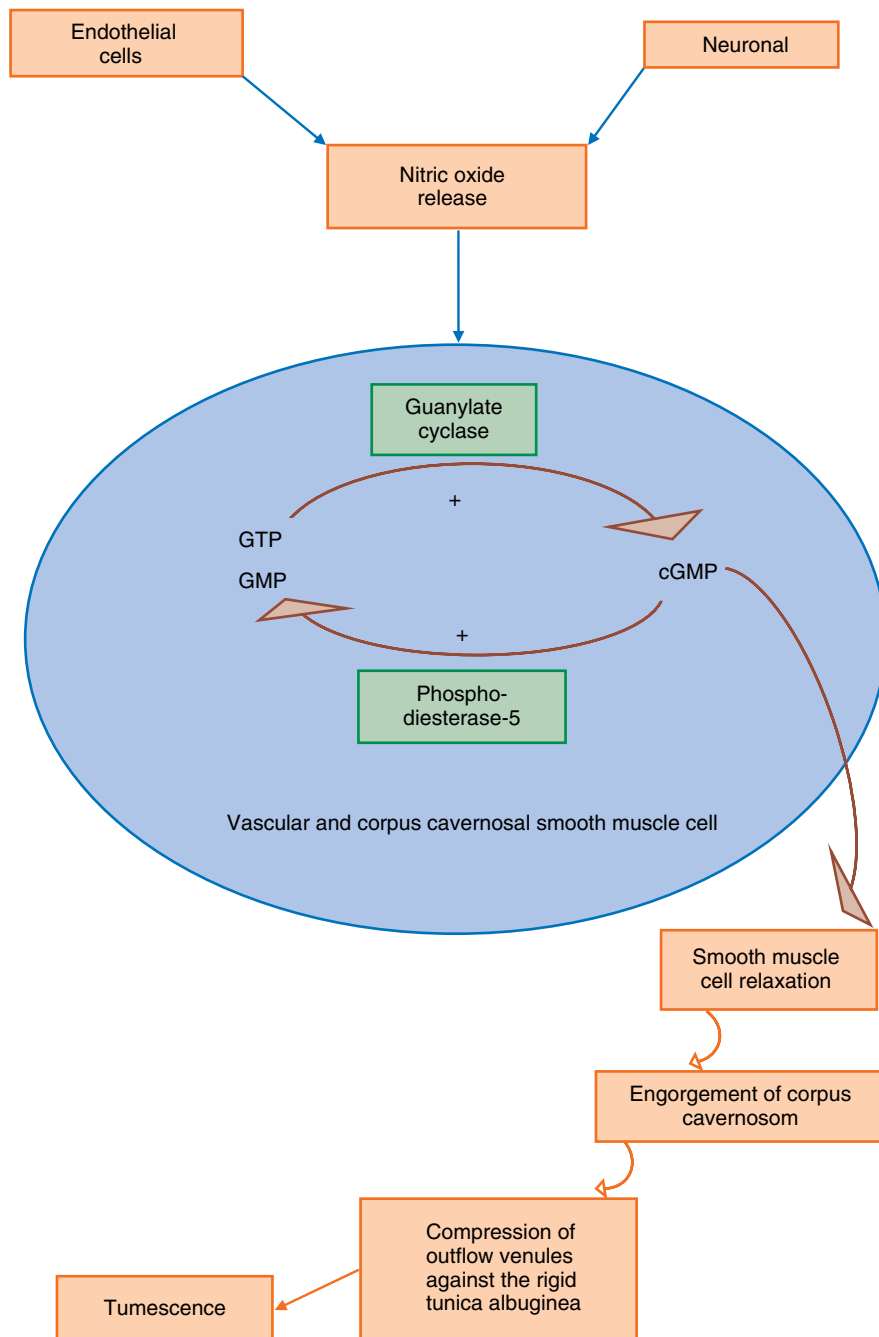 Endothelial
cells
Neuronal
Nitric oxide
release
Guanylate
cyclase
+
GTP
GMP
cGMP
+
Phospho-
diesterase-5
Vascular and corpus cavernosal smooth muscle cell
Smooth muscle
cell relaxation
Engorgement of corpus
cavernosom
Compression of
outflow venules
against the rigid
tunica albuginea
Tumescence